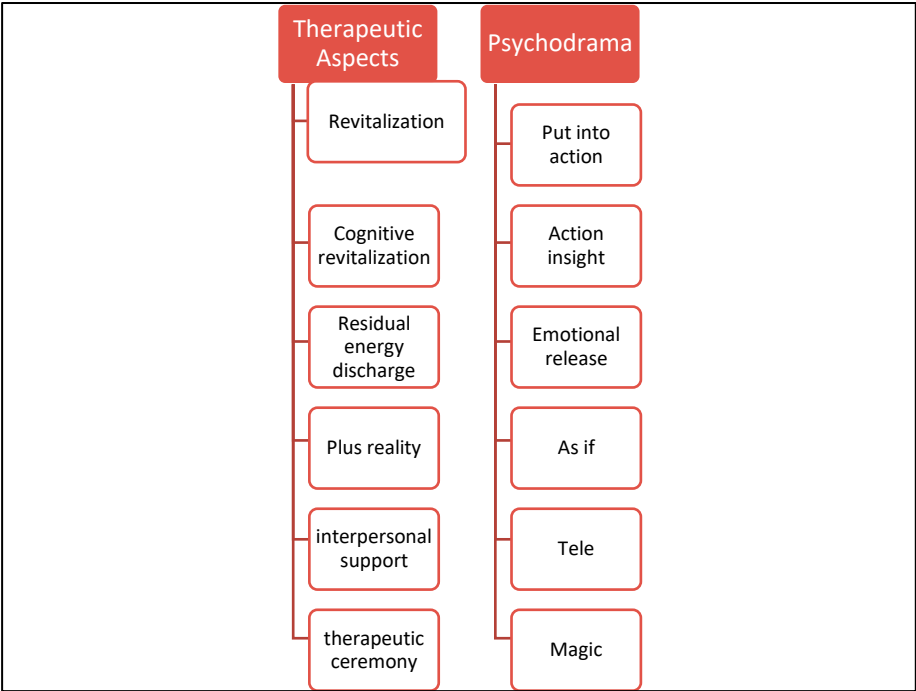 Therapeutic
Aspects
Revitalization
Cognitive
revitalization
Residual
energy
discharge
Plus reality
interpersonal
support
therapeutic
ceremony
Psychodrama
Put into
action
Action
insight
Emotional
release
As if
Tele
Magic